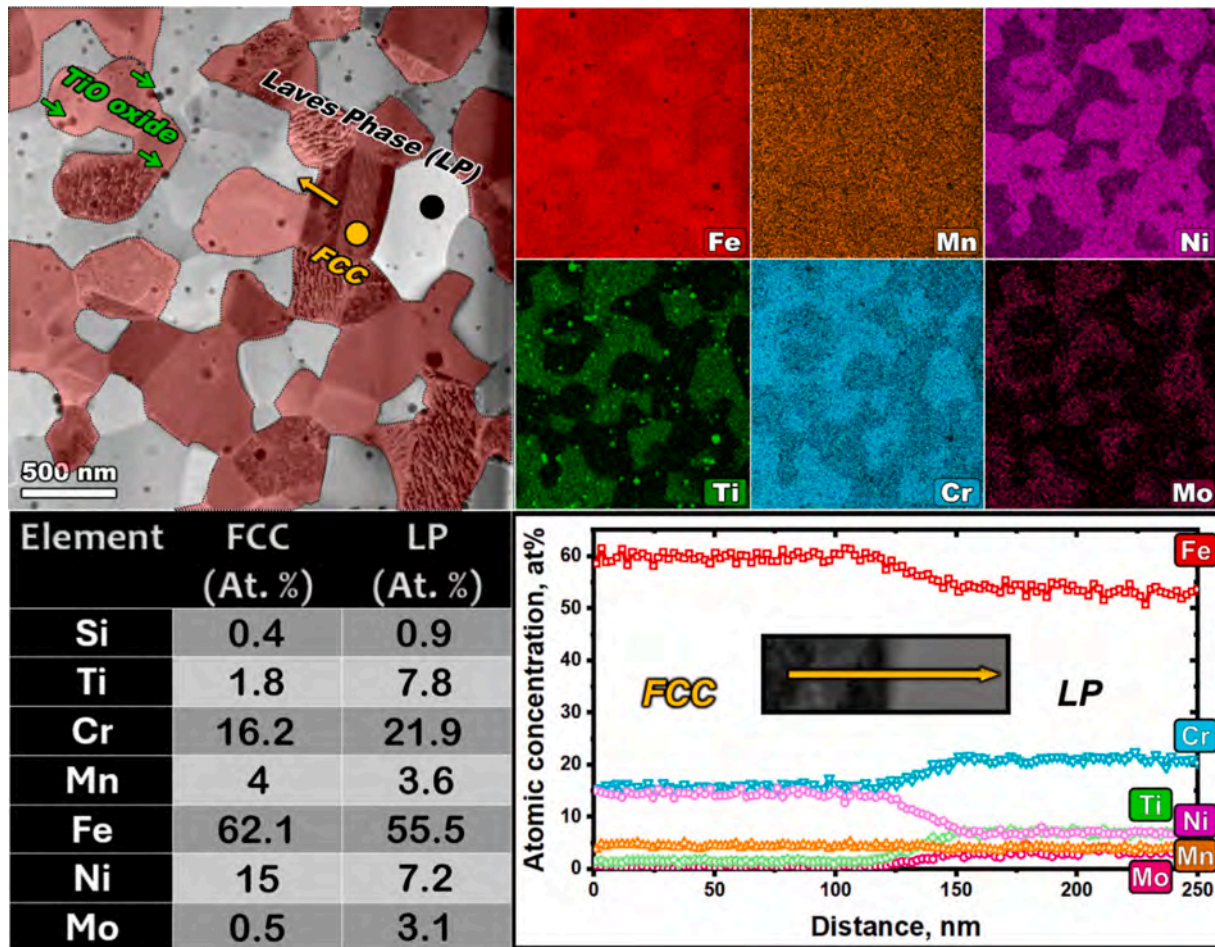 TiO oxide
Laves Phase (LP)
FCC
500 nm
Fe
Mn
Ni
Ti
Cr
Mo
Element FCC LP
(At. %) (At. %)
Si 0.4 0.9
Ti 1.8 7.8
Cr 16.2 21.9
Mn 4 3.6
Fe 62.1 55.5
Ni 15 7.2
Mo 0.5 3.1
Atomic concentration, at%
60
50
40
30
20
10
0
FCC
LP
Fe
Cr
Ti
Ni
Mn
Mo
0 50 100 150 200 250
Distance, nm